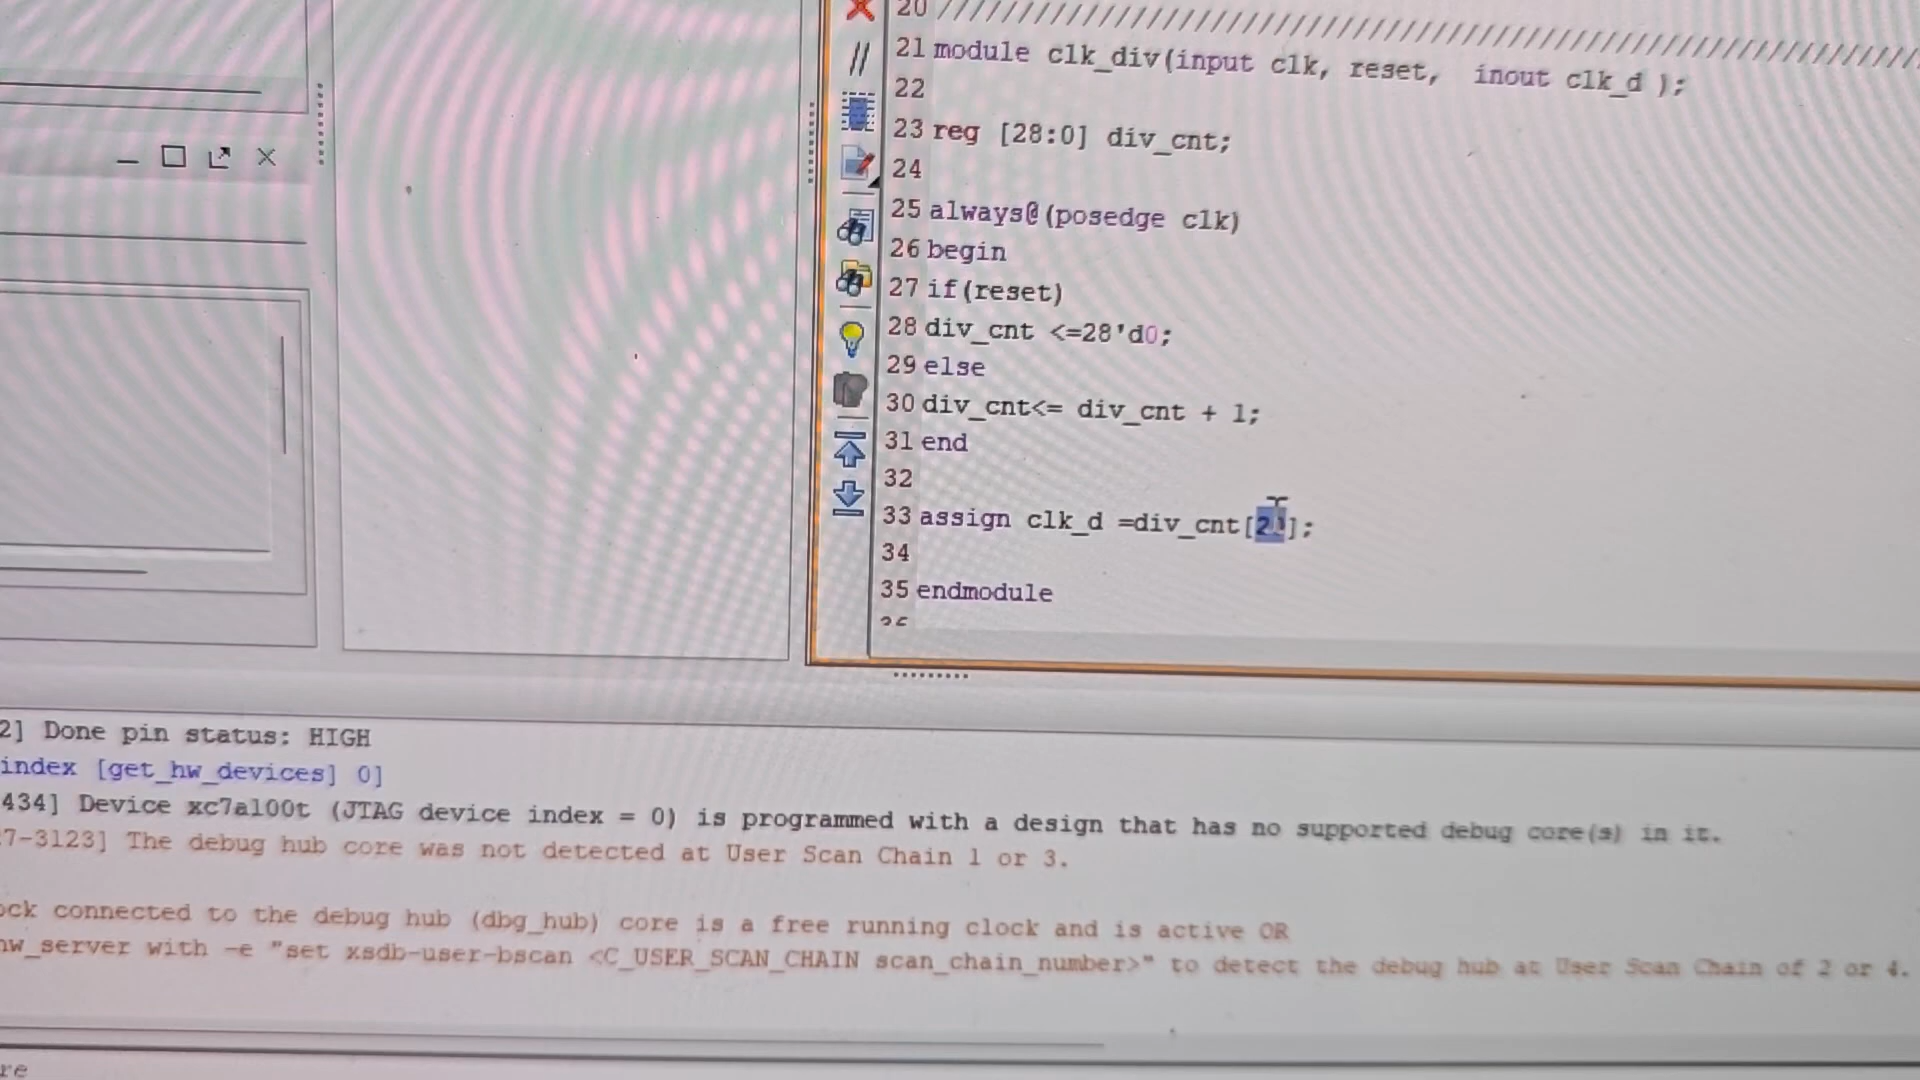 20 ////////////////////////////////////////////////////////////////
21 module clk_div(input clk, reset, inout clk_d );
22
23 reg [28:0] div_cnt;
24
25 always@(posedge clk)
26 begin
27 if(reset)
28 div_cnt <=28'd0;
29 else
30 div_cnt<= div_cnt + 1;
31 end
32
33 assign clk_d =div_cnt[ ];
34
35 endmodule
2] Done pin status: HIGH
index [get_hw_devices] 0]
434] Device xc7a100t (JTAG device index = 0) is programmed with a design that has no supported debug core(s) in it.
7-3123] The debug hub core was not detected at User Scan Chain 1 or 3.
ock connected to the debug hub (dbg_hub) core is a free running clock and is active OR
hw_server with -e "set xsdb-user-bscan <C_USER_SCAN_CHAIN scan_chain_number>" to detect the debug hub at User Scan Chain of 2 or 4.
re